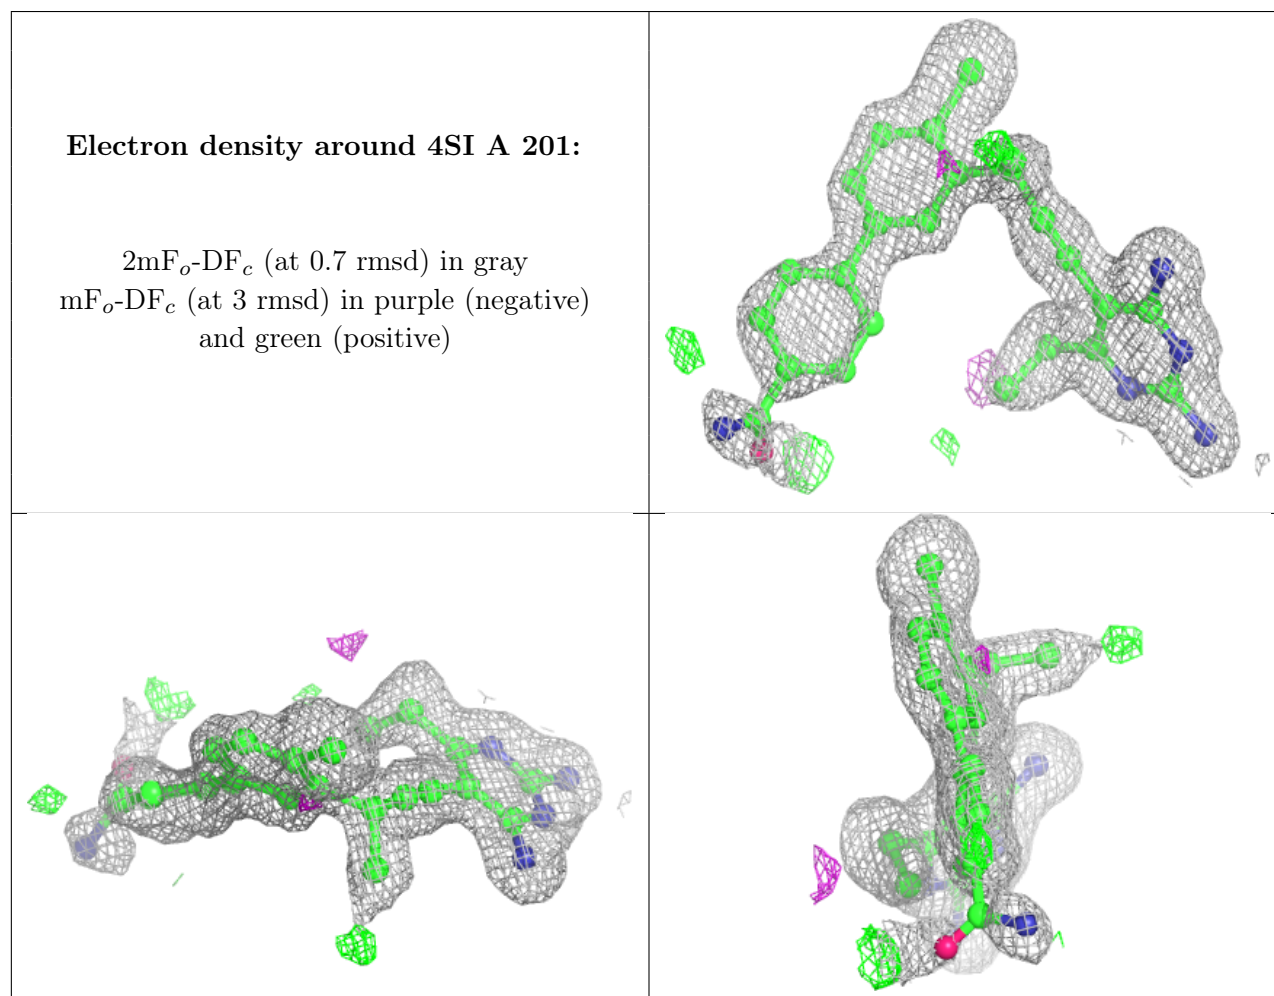 Electron density around 4SI A 201:
2mFo-DFc (at 0.7 rmsd) in gray
mFo-DFc (at 3 rmsd) in purple (negative)
and green (positive)